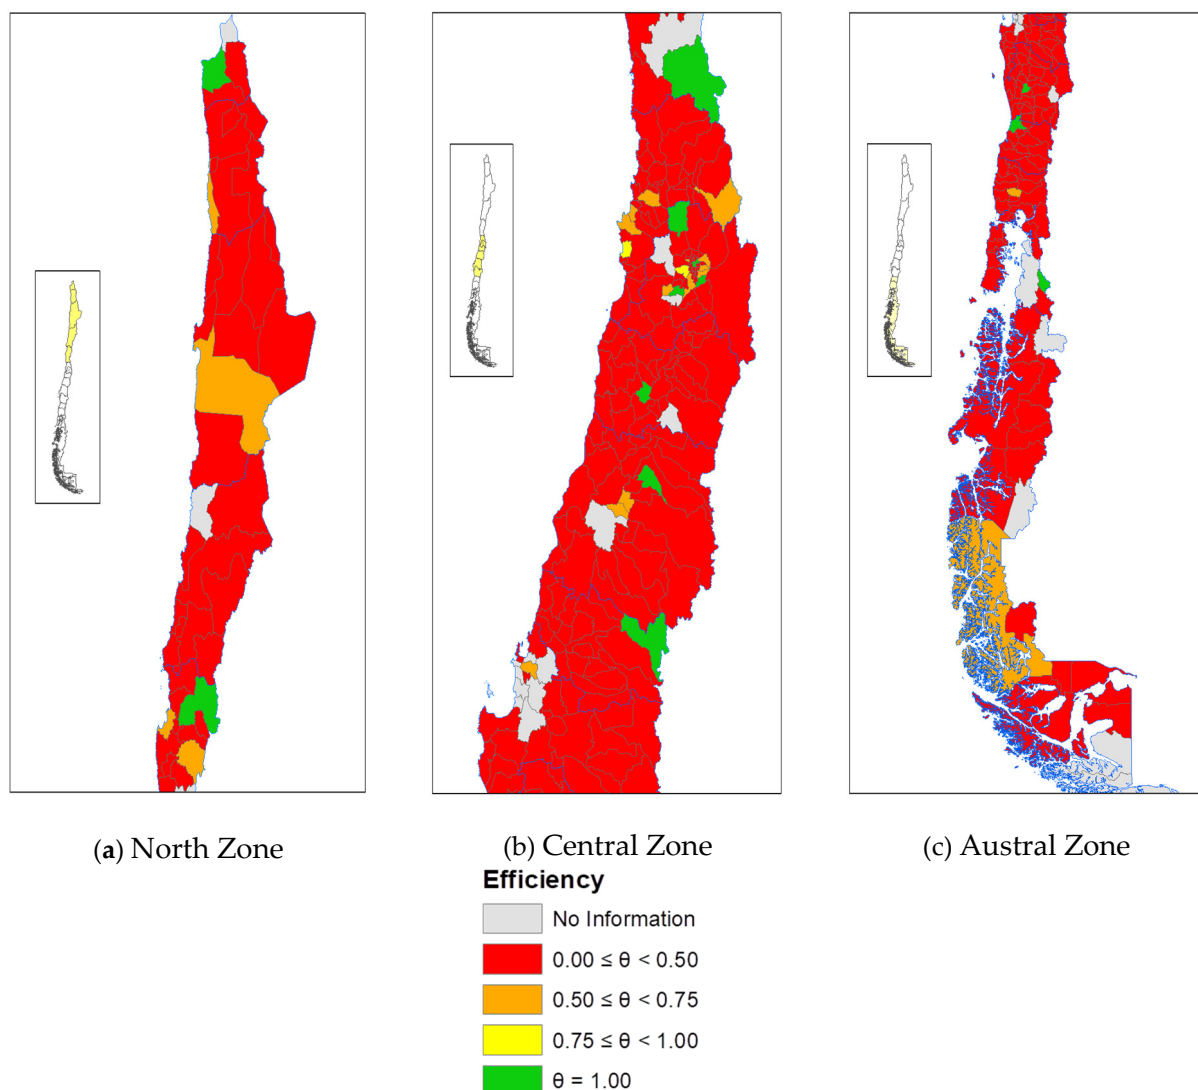 (a) North Zone
(b) Central Zone
(c) Austral Zone
Efficiency
No Information
0.00 ≤ θ < 0.50
0.50 ≤ θ < 0.75
0.75 ≤ θ < 1.00
θ = 1.00